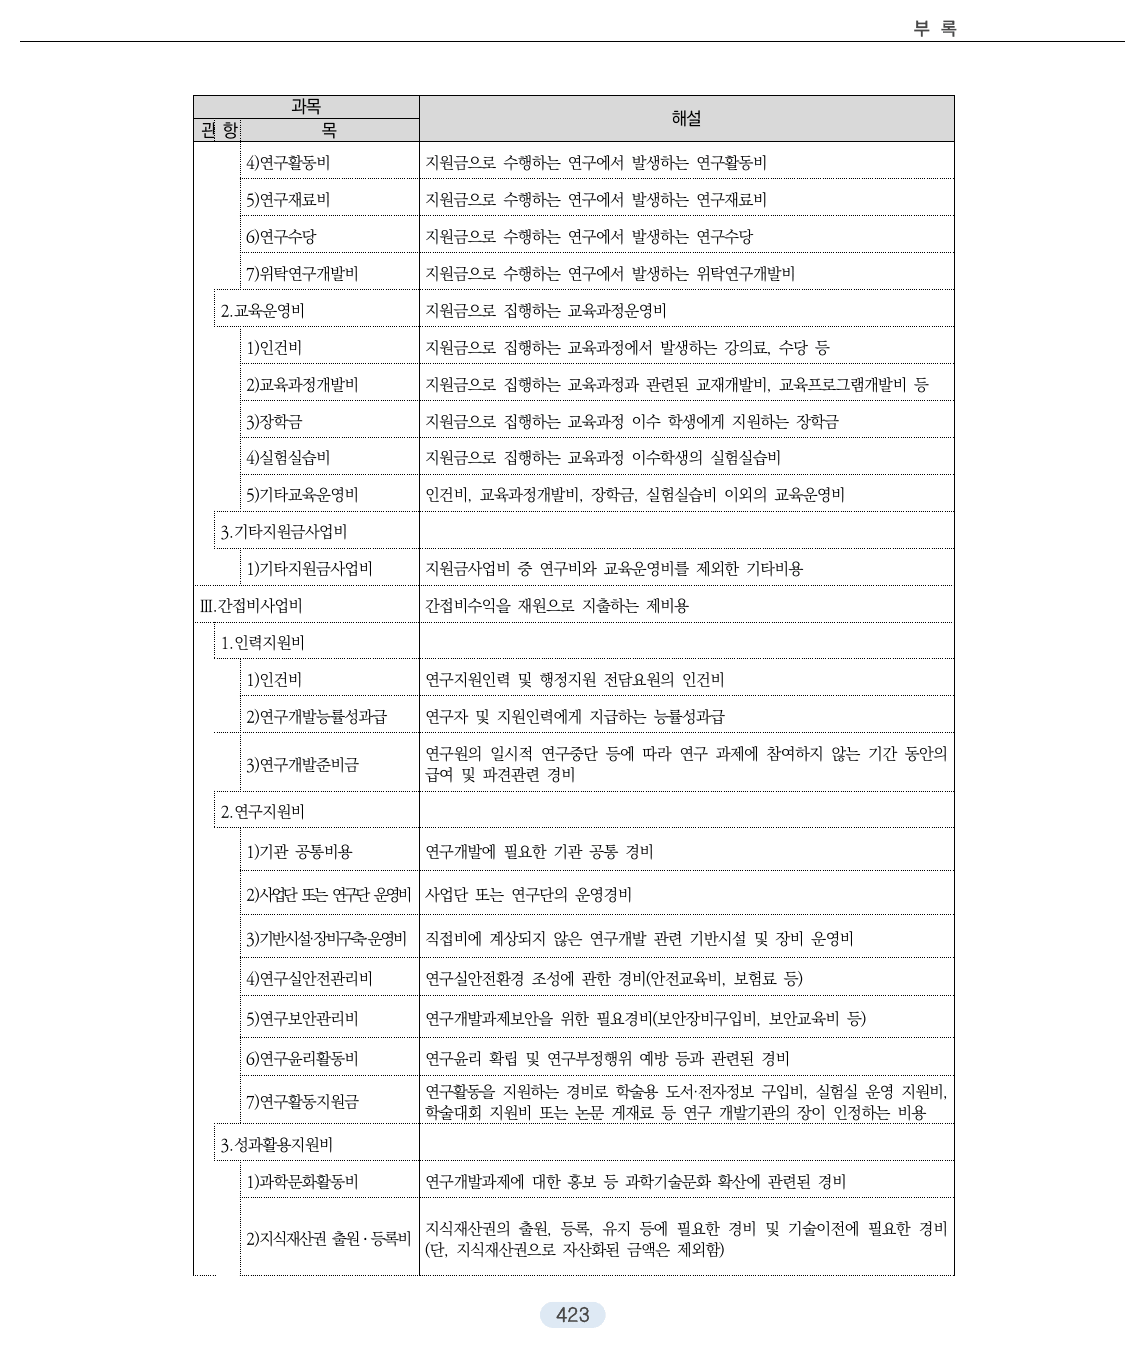 부 록
과목
해설
관 항 목
4)연구활동비 지원금으로 수행하는 연구에서 발생하는 연구활동비
5)연구재료비 지원금으로 수행하는 연구에서 발생하는 연구재료비
6)연구수당 지원금으로 수행하는 연구에서 발생하는 연구수당
7)위탁연구개발비 지원금으로 수행하는 연구에서 발생하는 위탁연구개발비
2.교육운영비 지원금으로 집행하는 교육과정운영비
1)인건비 지원금으로 집행하는 교육과정에서 발생하는 강의료, 수당 등
2)교육과정개발비 지원금으로 집행하는 교육과정과 관련된 교재개발비, 교육프로그램개발비 등
3)장학금 지원금으로 집행하는 교육과정 이수 학생에게 지원하는 장학금
4)실험실습비 지원금으로 집행하는 교육과정 이수학생의 실험실습비
5)기타교육운영비 인건비, 교육과정개발비, 장학금, 실험실습비 이외의 교육운영비
3.기타지원금사업비
1)기타지원금사업비 지원금사업비 중 연구비와 교육운영비를 제외한 기타비용
Ⅲ.간접비사업비 간접비수익을 재원으로 지출하는 제비용
1.인력지원비
1)인건비 연구지원인력 및 행정지원 전담요원의 인건비
2)연구개발능률성과급 연구자 및 지원인력에게 지급하는 능률성과급
3)연구개발준비금 연구원의 일시적 연구중단 등에 따라 연구 과제에 참여하지 않는 기간 동안의
급여 및 파견관련 경비
2.연구지원비
1)기관 공통비용 연구개발에 필요한 기관 공통 경비
2)사업단 또는 연구단 운영비 사업단 또는 연구단의 운영경비
3)기반시설·장비구축·운영비 직접비에 계상되지 않은 연구개발 관련 기반시설 및 장비 운영비
4)연구실안전관리비 연구실안전환경 조성에 관한 경비(안전교육비, 보험료 등)
5)연구보안관리비 연구개발과제보안을 위한 필요경비(보안장비구입비, 보안교육비 등)
6)연구윤리활동비 연구윤리 확립 및 연구부정행위 예방 등과 관련된 경비
7)연구활동지원금 연구활동을 지원하는 경비로 학술용 도서·전자정보 구입비, 실험실 운영 지원비,
학술대회 지원비 또는 논문 게재료 등 연구 개발기관의 장이 인정하는 비용
3.성과활용지원비
1)과학문화활동비 연구개발과제에 대한 홍보 등 과학기술문화 확산에 관련된 경비
2)지식재산권 출원·등록비 지식재산권의 출원, 등록, 유지 등에 필요한 경비 및 기술이전에 필요한 경비
(단, 지식재산권으로 자산화된 금액은 제외함)
423